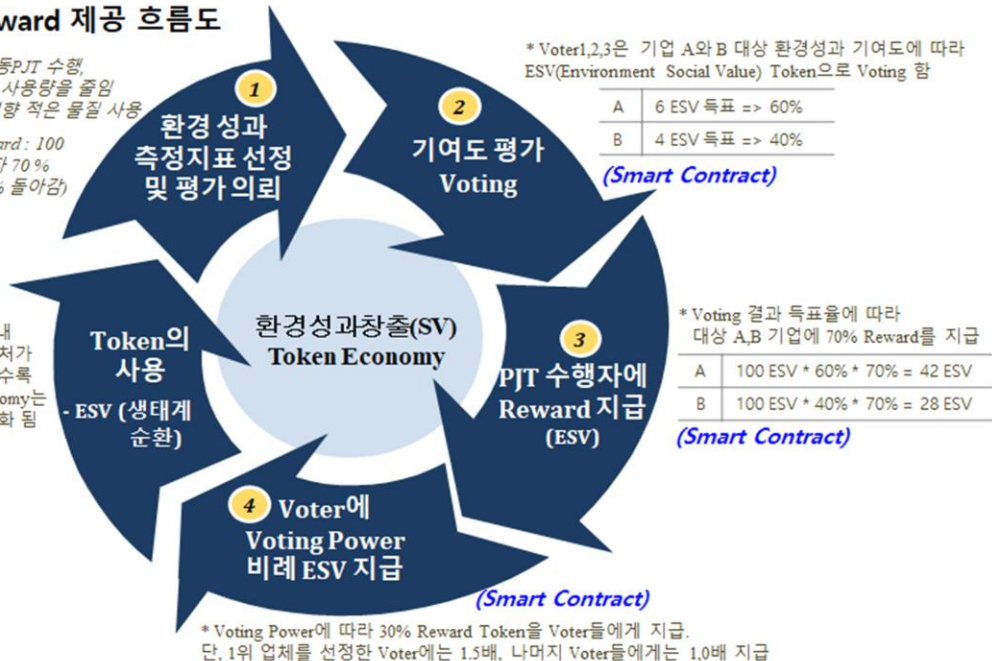 ward 제공 흐름도
동PJT 수행,
사용량을 줄임
향 적은 물질 사용
ard : 100
자 70 %
% 돌아감)
1
환경 성과
측정지표 선정
및 평가 의뢰
2
기여도 평가
Voting
* Voter1,2,3은 기업 A와 B 대상 환경성과 기여도에 따라
ESV(Environment Social Value) Token으로 Voting 함
A 6 ESV 득표 => 60%
B 4 ESV 득표 => 40%
(Smart Contract)
환경성과창출(SV)
Token Economy
3
PJT 수행자에
Reward 지급
(ESV)
* Voting 결과 득표율에 따라
대상 A,B 기업에 70% Reward를 지급
A 100 ESV * 60% * 70% = 42 ESV
B 100 ESV * 40% * 70% = 28 ESV
(Smart Contract)
4
Voter에
Voting Power
비례 ESV 지급
(Smart Contract)
* Voting Power에 따라 30% Reward Token을 Voter들에게 지급.
단, 1위 업체를 선정한 Voter에는 1.5배, 나머지 Voter들에게는 1,0배 지급
Token의
사용
- ESV (생태계
순환)
내
처가
수록
omy는
화 됨